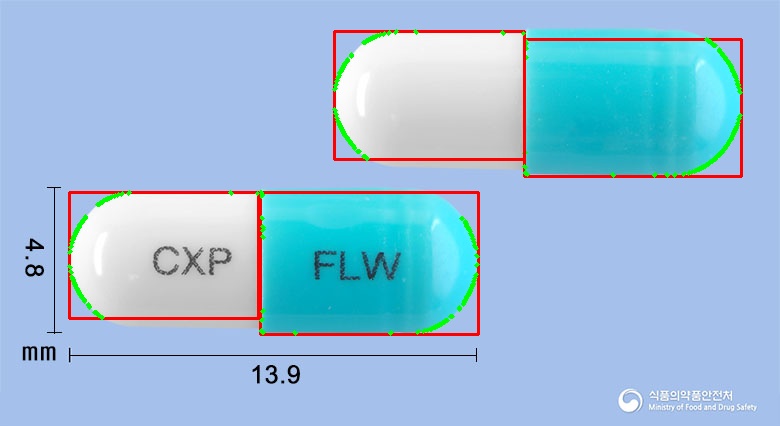 CXP FLW
4.8
mm
13.9
식품의약품안전처
Ministry of Food and Drug Safety